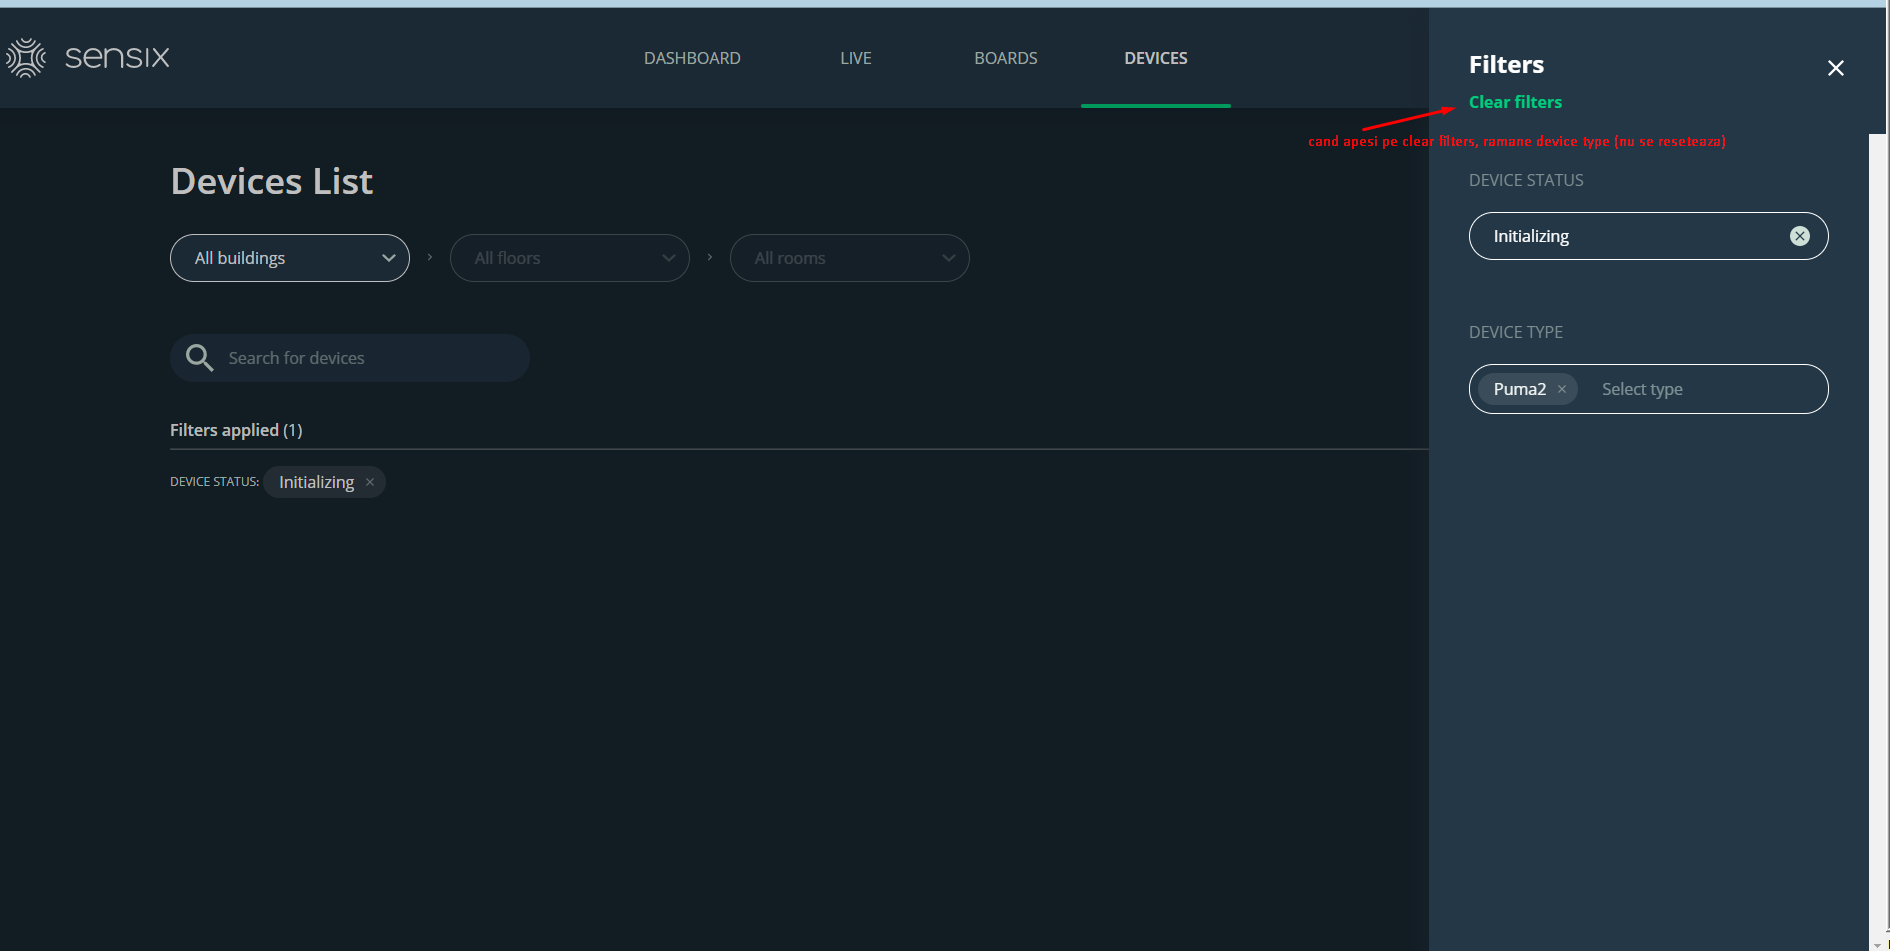 sensix
DASHBOARD
LIVE
BOARDS
DEVICES
Filters
Clear filters
cand apesi pe clear filters, ramane device type (nu se reseteaza)
Devices List
All buildings
All floors
All rooms
Search for devices
Filters applied (1)
DEVICE STATUS: Initializing
DEVICE STATUS
Initializing
DEVICE TYPE
Puma2 Select type